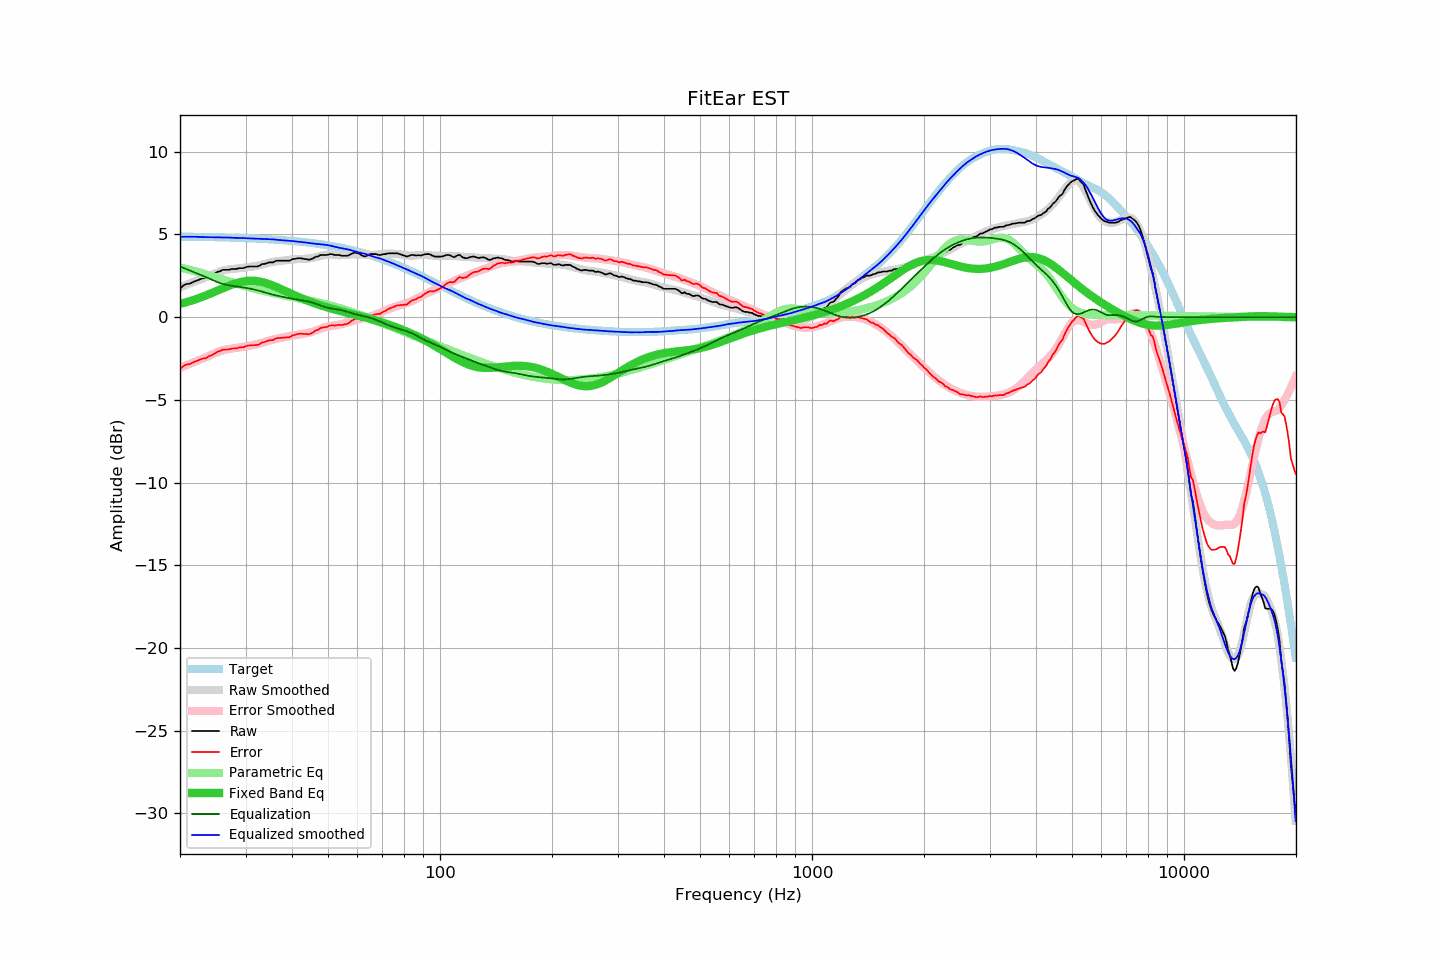 FitEar EST
Amplitude (dBr)
10
5
0
−5
−10
−15
−20
−25
−30
Target
Raw Smoothed
Error Smoothed
Raw
Error
Parametric Eq
Fixed Band Eq
Equalization
Equalized smoothed
100
1000
10000
Frequency (Hz)